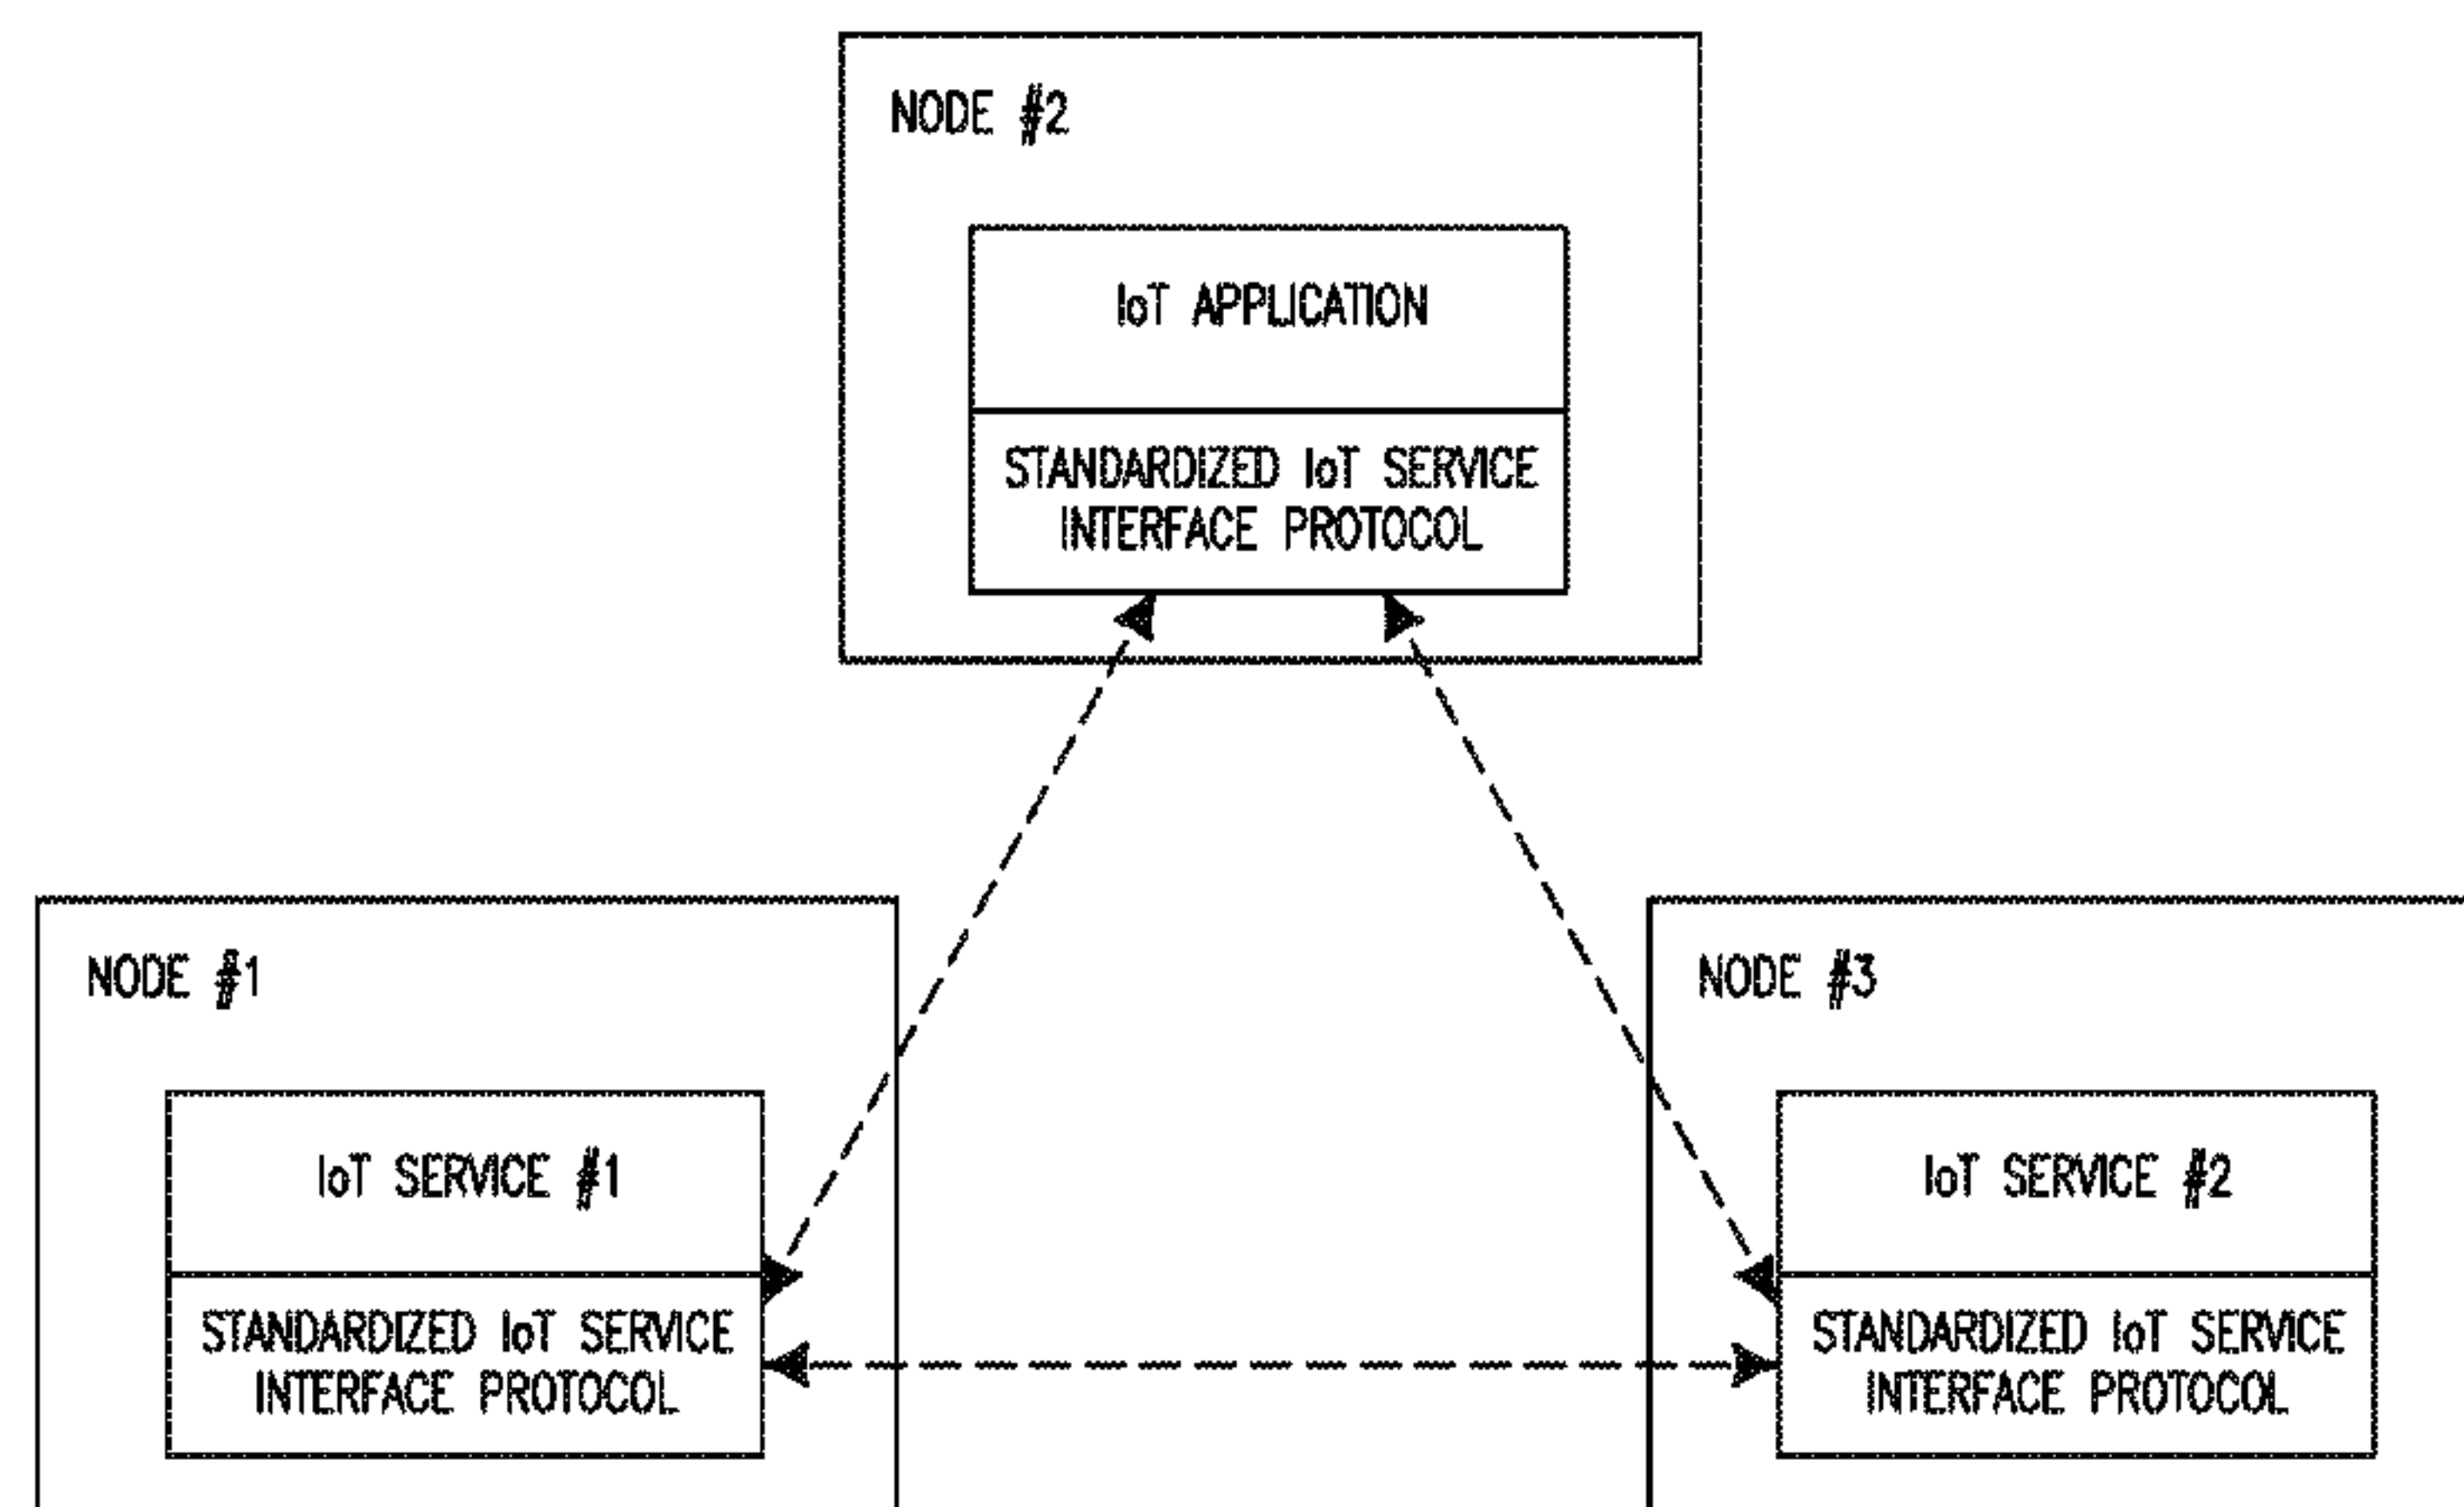 NODE #2
IoT APPLICATION
STANDARDIZED IoT SERVICE
INTERFACE PROTOCOL
NODE #1
IoT SERVICE #1
STANDARDIZED IoT SERVICE
INTERFACE PROTOCOL
NODE #3
IoT SERVICE #2
STANDARDIZED IoT SERVICE
INTERFACE PROTOCOL